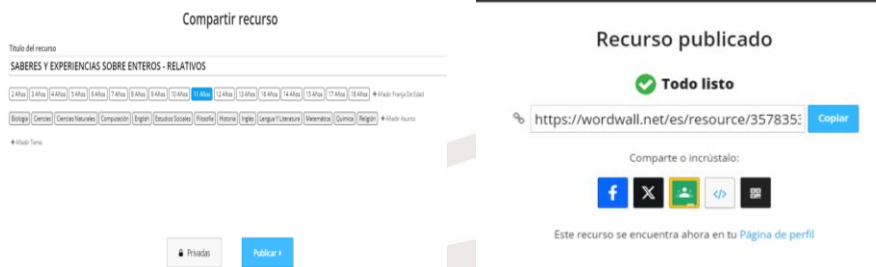 Compartir recurso
Título del recurso
SABERES Y EXPERIENCIAS SOBRE ENTEROS - RELATIVOS
2 Años 3 Años 4 Años 5 Años 6 Años 7 Años 8 Años 9 Años 10 Años 11 Años 12 Años 13 Años 16 Años 14 Años 15 Años 17 Años 18 Años +Añadir Franja De Edad
Biología Ciencias Ciencias Naturales Computación English Estudios Sociales Filosofía Historia Inglés Lengua Y Literatura Matemática Química Religión +Añadir Asunto
+Añadir Tema
Privadas Publicar
Recurso publicado
Todo listo
https://wordwall.net/es/resource/3578353 Copiar
Comparte o incrústalo:
Este recurso se encuentra ahora en tu Página de perfil